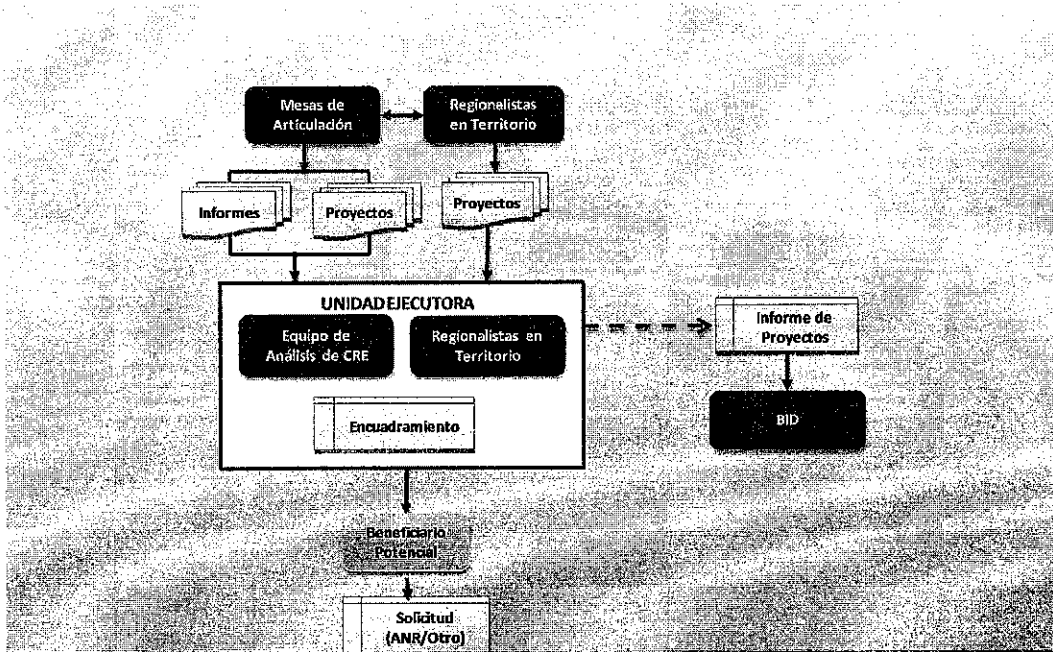 Mesas de
Articulación
Regionalistas
en Territorio
Informes
Proyectos
Proyectos
UNIDAD EJECUTORA
Equipo de
Análisis de CRE
Regionalistas en
Territorio
Encuadramiento
Informe de
Proyectos
BID
Beneficiario
Potencial
Solicitud
(ANR/Otro)